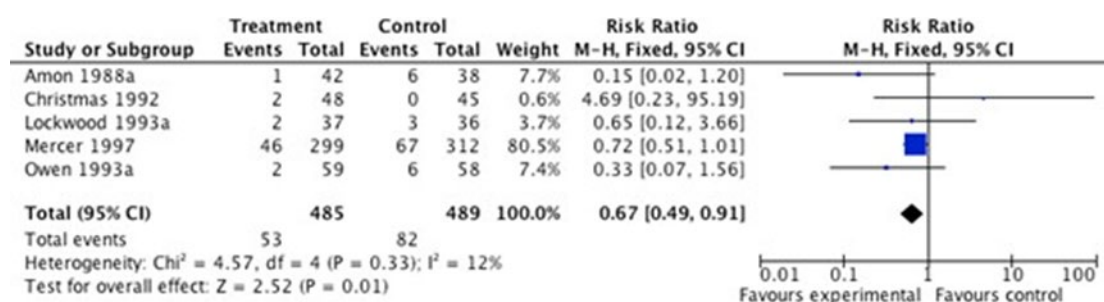 Treatment Control Risk Ratio Risk Ratio
Study or Subgroup Events Total Events Total Weight M-H, Fixed, 95% CI M-H, Fixed, 95% CI
Amon 1988a 1 42 6 38 7.7% 0.15 [0.02, 1.20]
Christmas 1992 2 48 0 45 0.6% 4.69 [0.23, 95.19]
Lockwood 1993a 2 37 3 36 3.7% 0.65 [0.12, 3.66]
Mercer 1997 46 299 67 312 80.5% 0.72 [0.51, 1.01]
Owen 1993a 2 59 6 58 7.4% 0.33 [0.07, 1.56]
Total (95% CI) 485 489 100.0% 0.67 [0.49, 0.91]
Total events 53 82
Heterogeneity: Chi² = 4.57, df = 4 (P = 0.33); I² = 12%
Test for overall effect: Z = 2.52 (P = 0.01)
0.01 0.1 1 10 100
Favours experimental Favours control